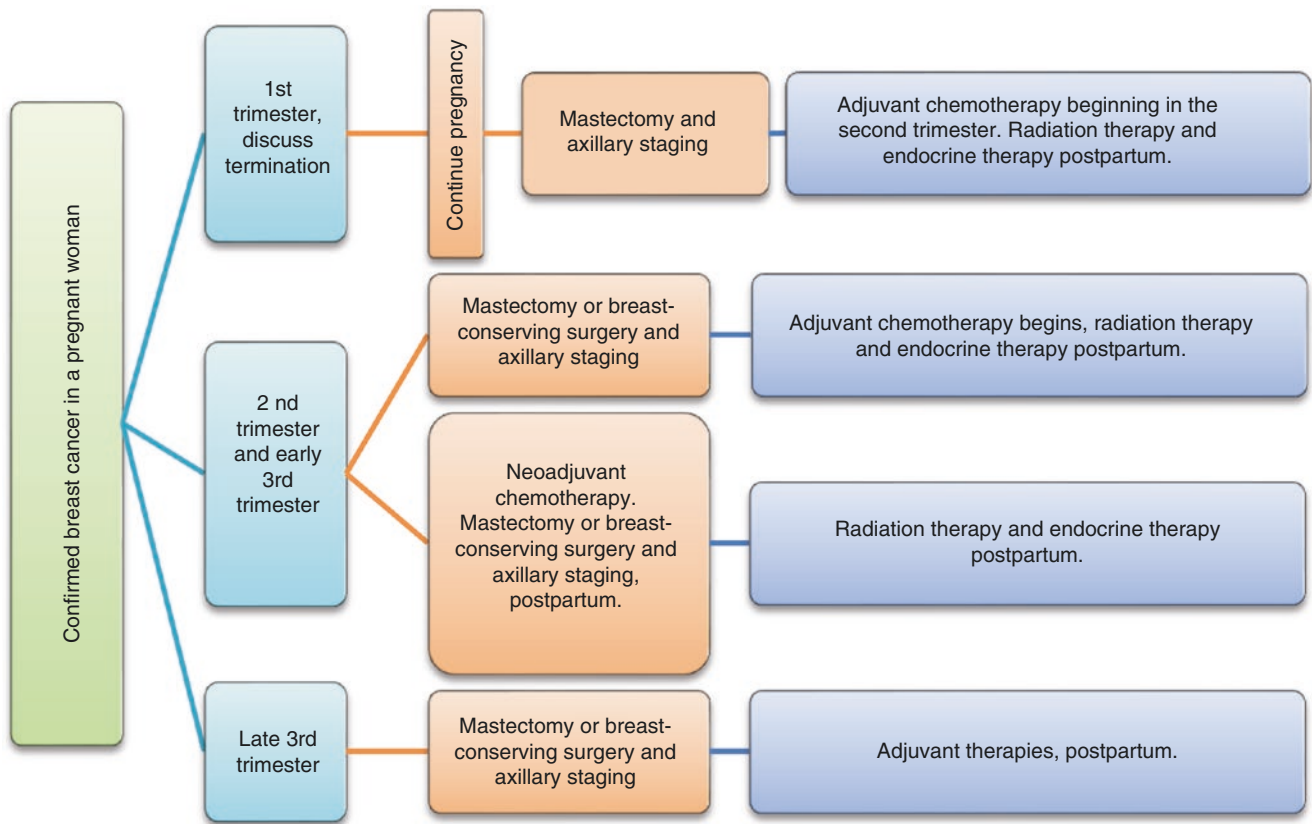 Confirmed breast cancer in a pregnant woman
1st
trimester,
discuss
termination
Continue pregnancy
Mastectomy and
axillary staging
Adjuvant chemotherapy beginning in the
second trimester. Radiation therapy and
endocrine therapy postpartum.
2 nd
trimester
and early
3rd
trimester
Mastectomy or breast-
conserving surgery and
axillary staging
Adjuvant chemotherapy begins, radiation therapy
and endocrine therapy postpartum.
Neoadjuvant
chemotherapy.
Mastectomy or breast-
conserving surgery and
axillary staging,
postpartum.
Radiation therapy and endocrine therapy
postpartum.
Late 3rd
trimester
Mastectomy or breast-
conserving surgery and
axillary staging
Adjuvant therapies, postpartum.